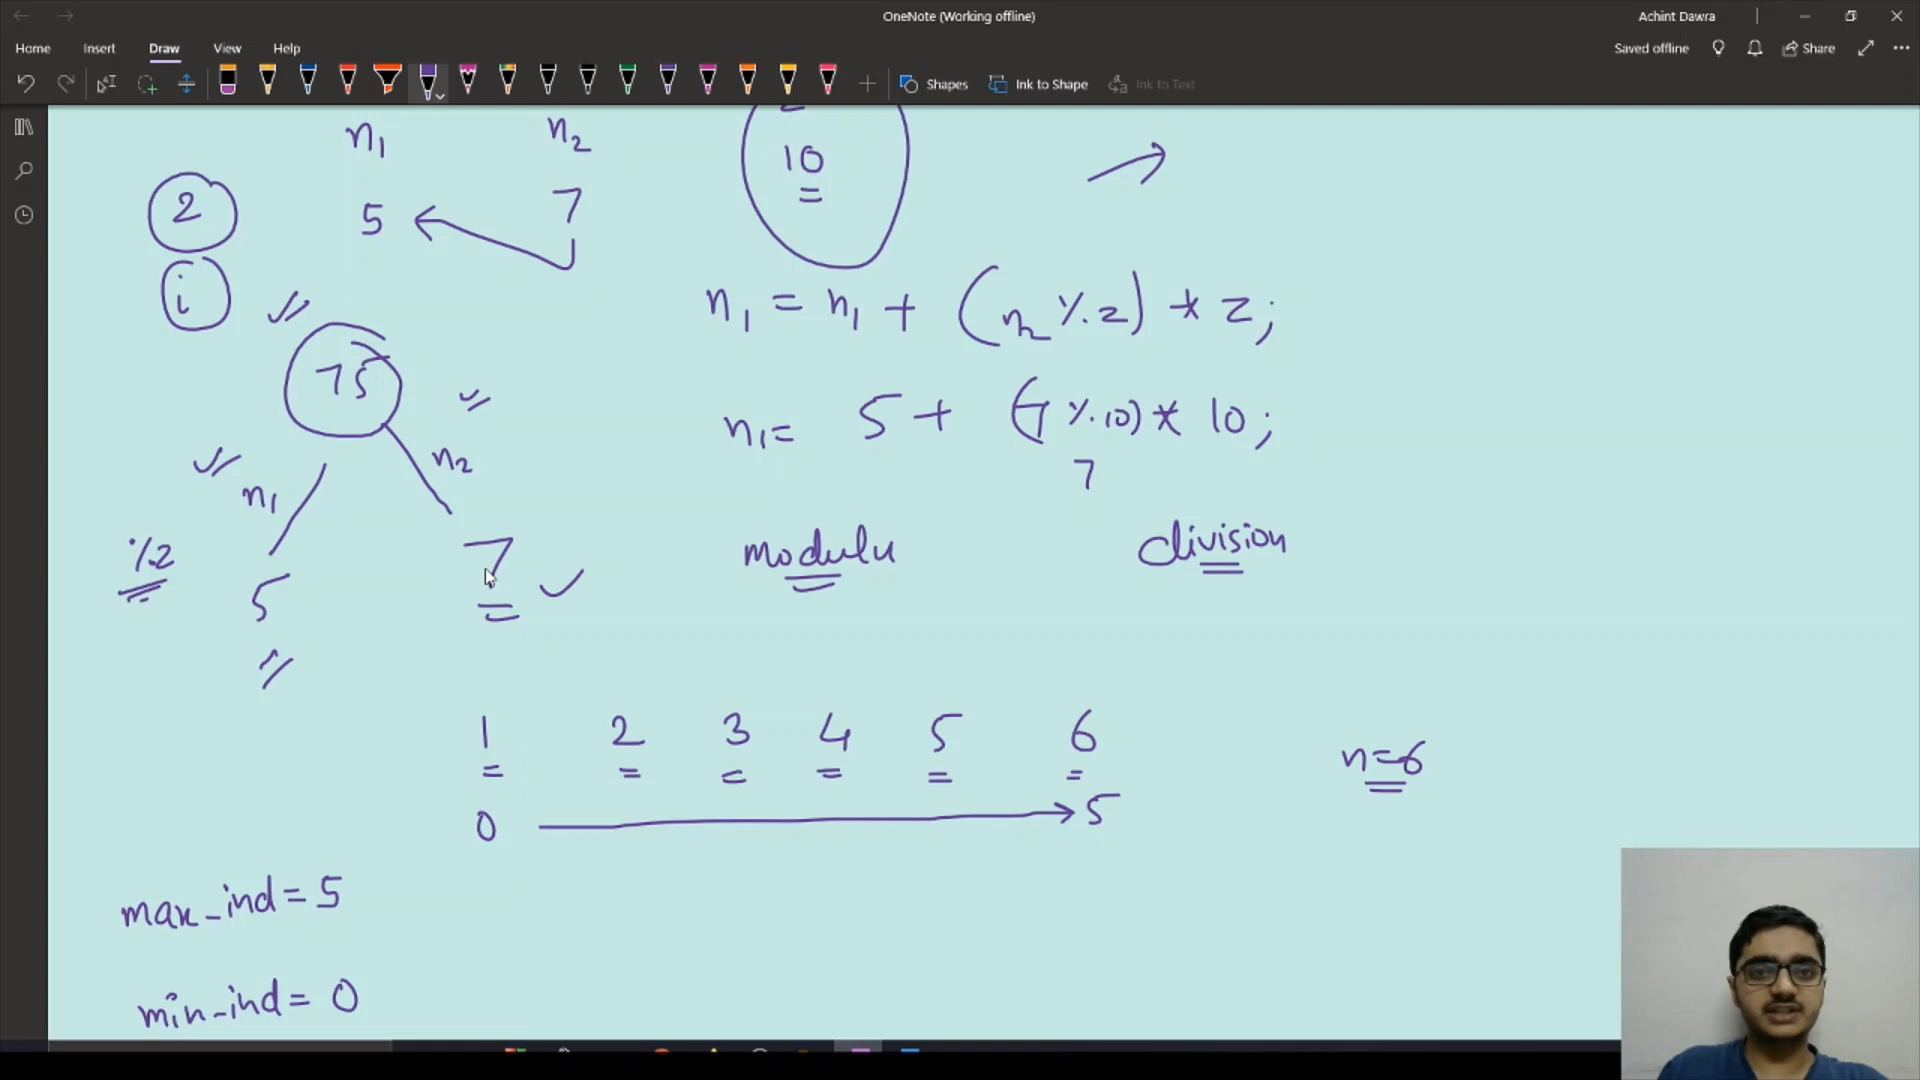 OneNote (Working offline)
Achint Dawra
Home Insert Draw View Help
Saved offline
Share
Shapes
Ink to Shape
Ink to Text
n1 n2
10
2
5 7
i
n1 = n1 + (n2 % z) * z;
75
n1 = 5 + (7 % 10) * 10;
7
n1 n2
%z
5 7
modulu division
1 2 3 4 5 6
n=6
0 5
max_ind = 5
min_ind = 0